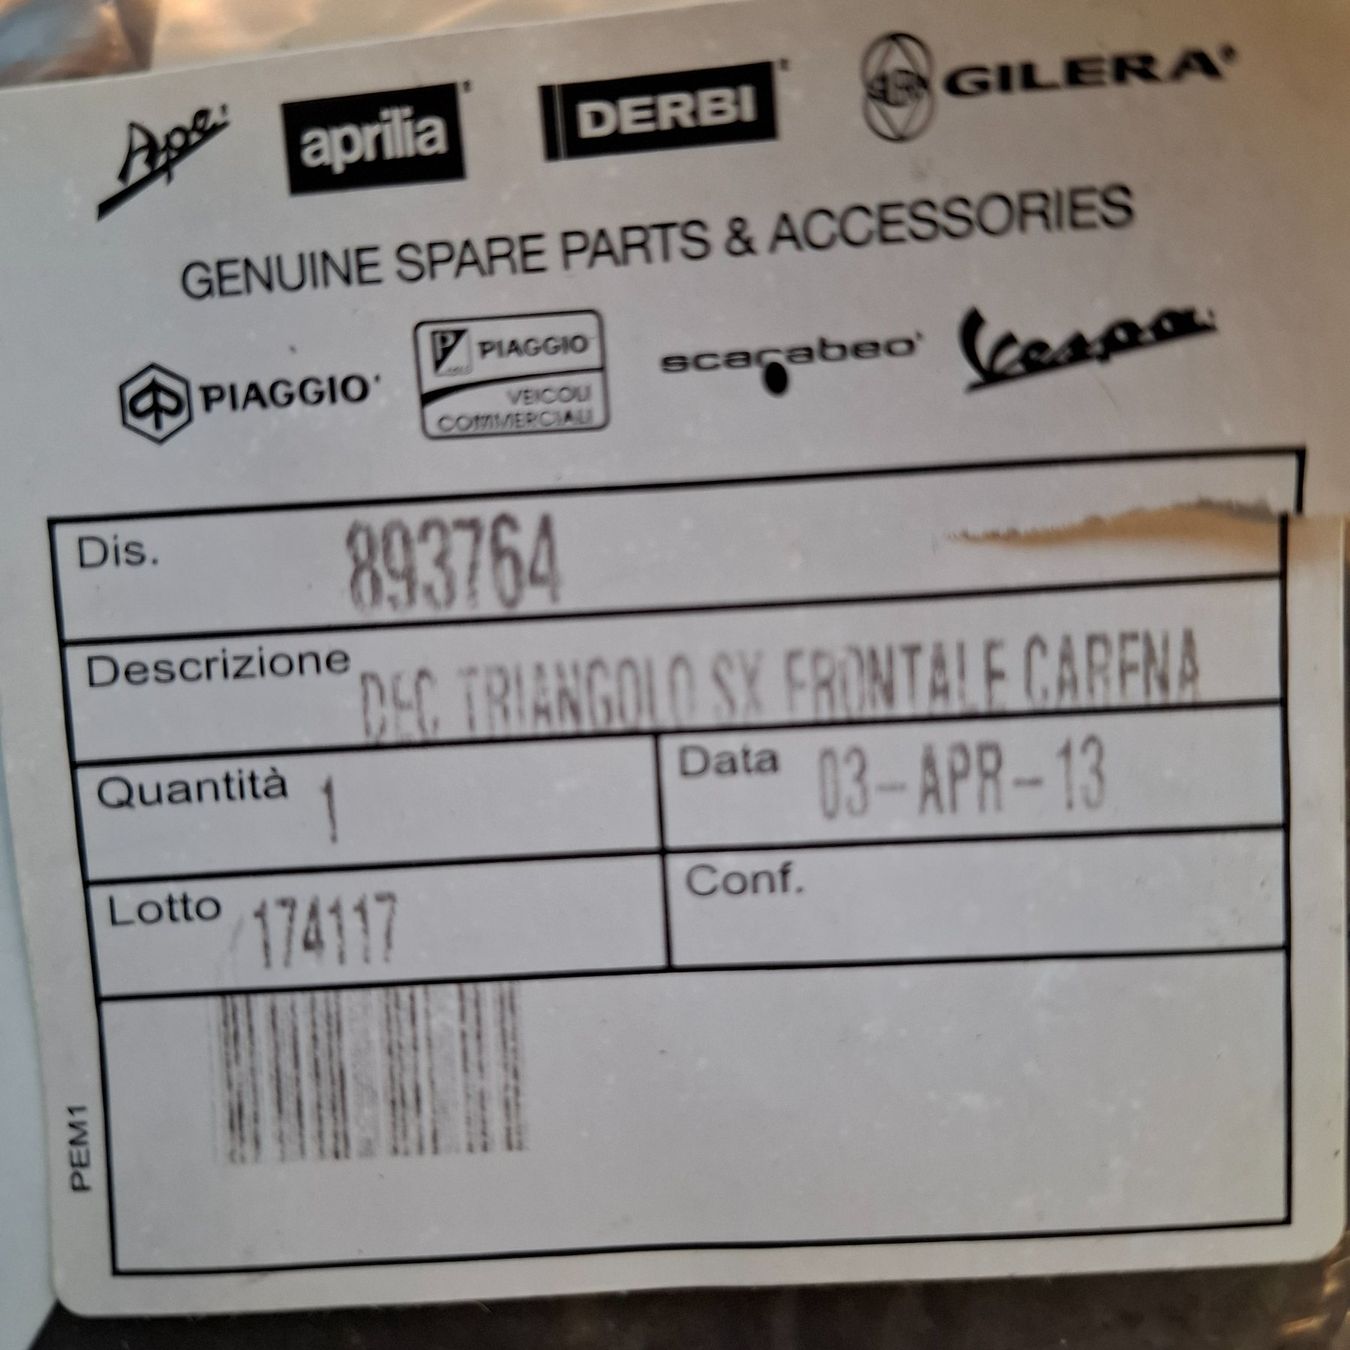 Ape
aprilia
DERBI
GILERA
GENUINE SPARE PARTS & ACCESSORIES
PIAGGIO
PIAGGIO
VEICOLI
COMMERCIALI
scarabeo
Vespa
Dis. 893764
Descrizione DEC TRIANGOLO SX FRONTALE CARENA
Quantità 1
Data 03-APR-13
Lotto 174117
Conf.
PEM1